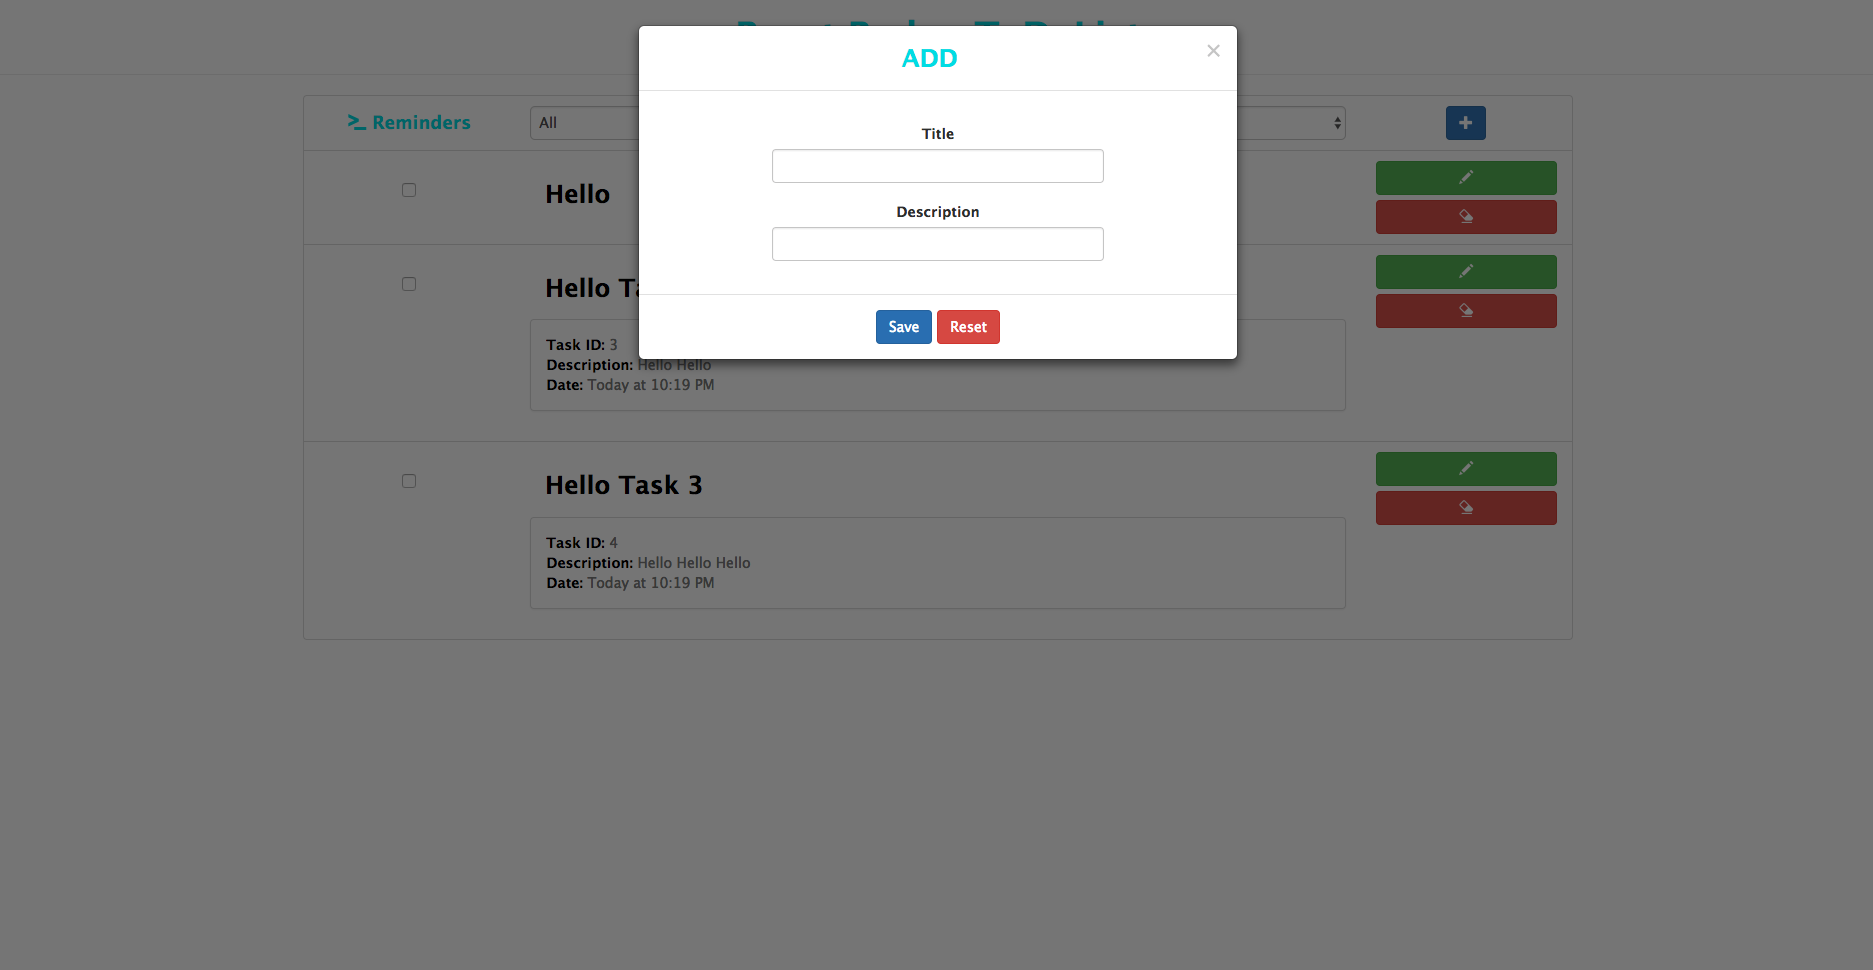 ADD
×
Title
Description
Save Reset
>_ Reminders
All
Hello
Hello
Task ID: 3
Description: Hello Hello
Date: Today at 10:19 PM
Hello Task 3
Task ID: 4
Description: Hello Hello Hello
Date: Today at 10:19 PM